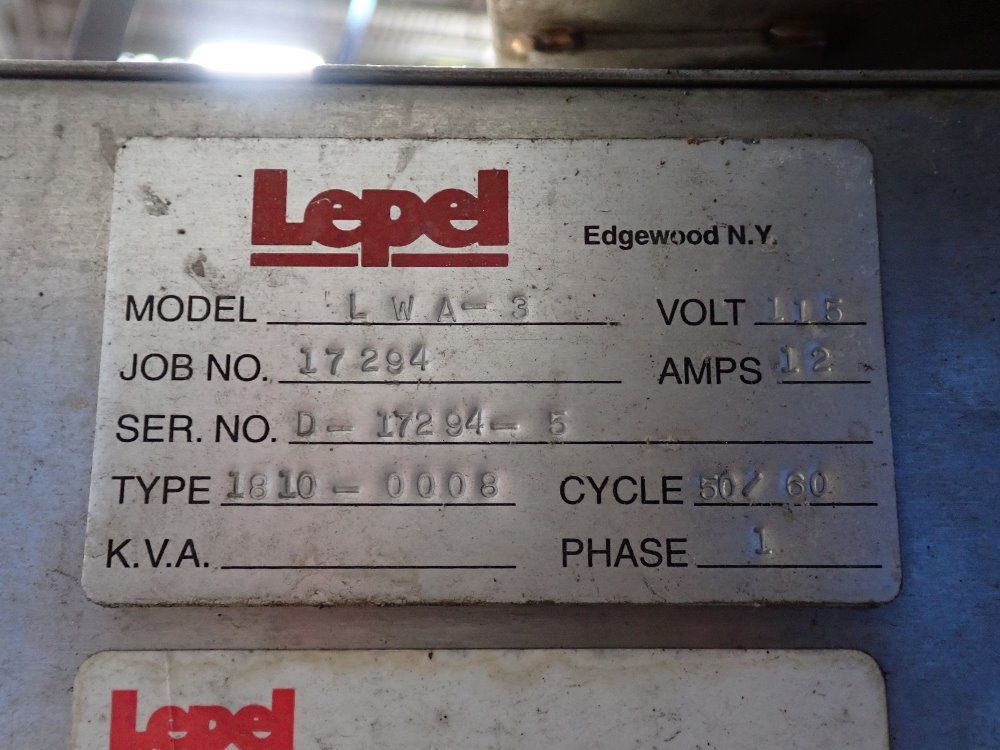 Lepel
Edgewood N.Y.
MODEL LWA-3 VOLT 115
JOB NO. 17294 AMPS 12
SER. NO. D-17294-5
TYPE 1810-0008 CYCLE 50/60
K.V.A. PHASE 1
Lepel